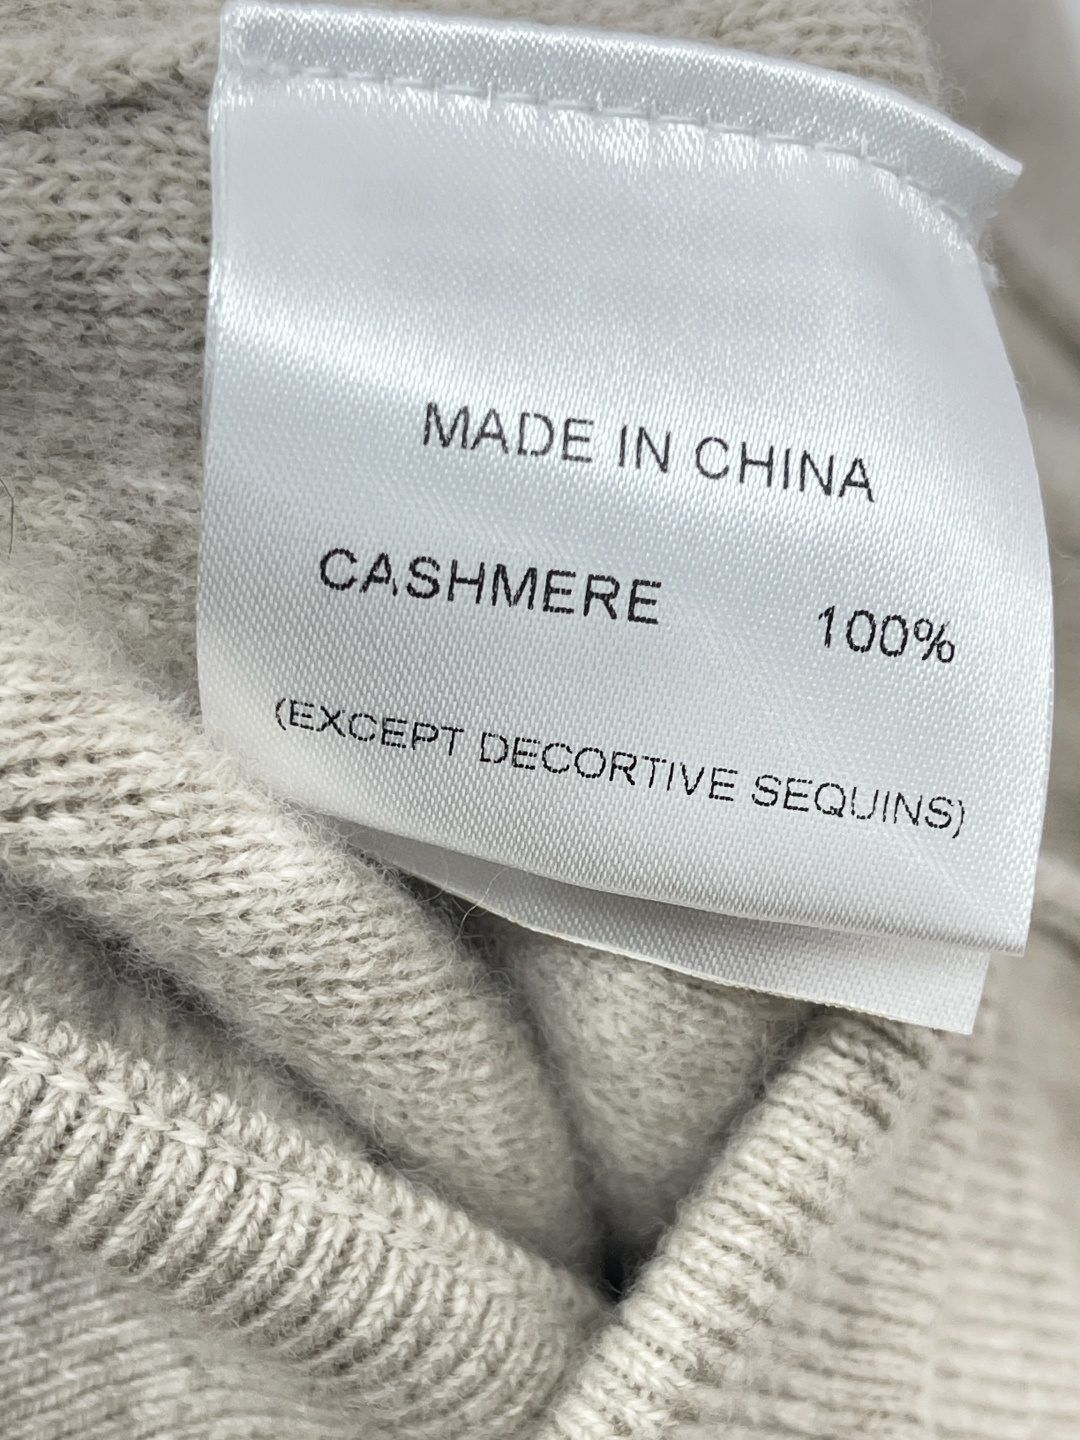 MADE IN CHINA
CASHMERE 100%
(EXCEPT DECORTIVE SEQUINS)